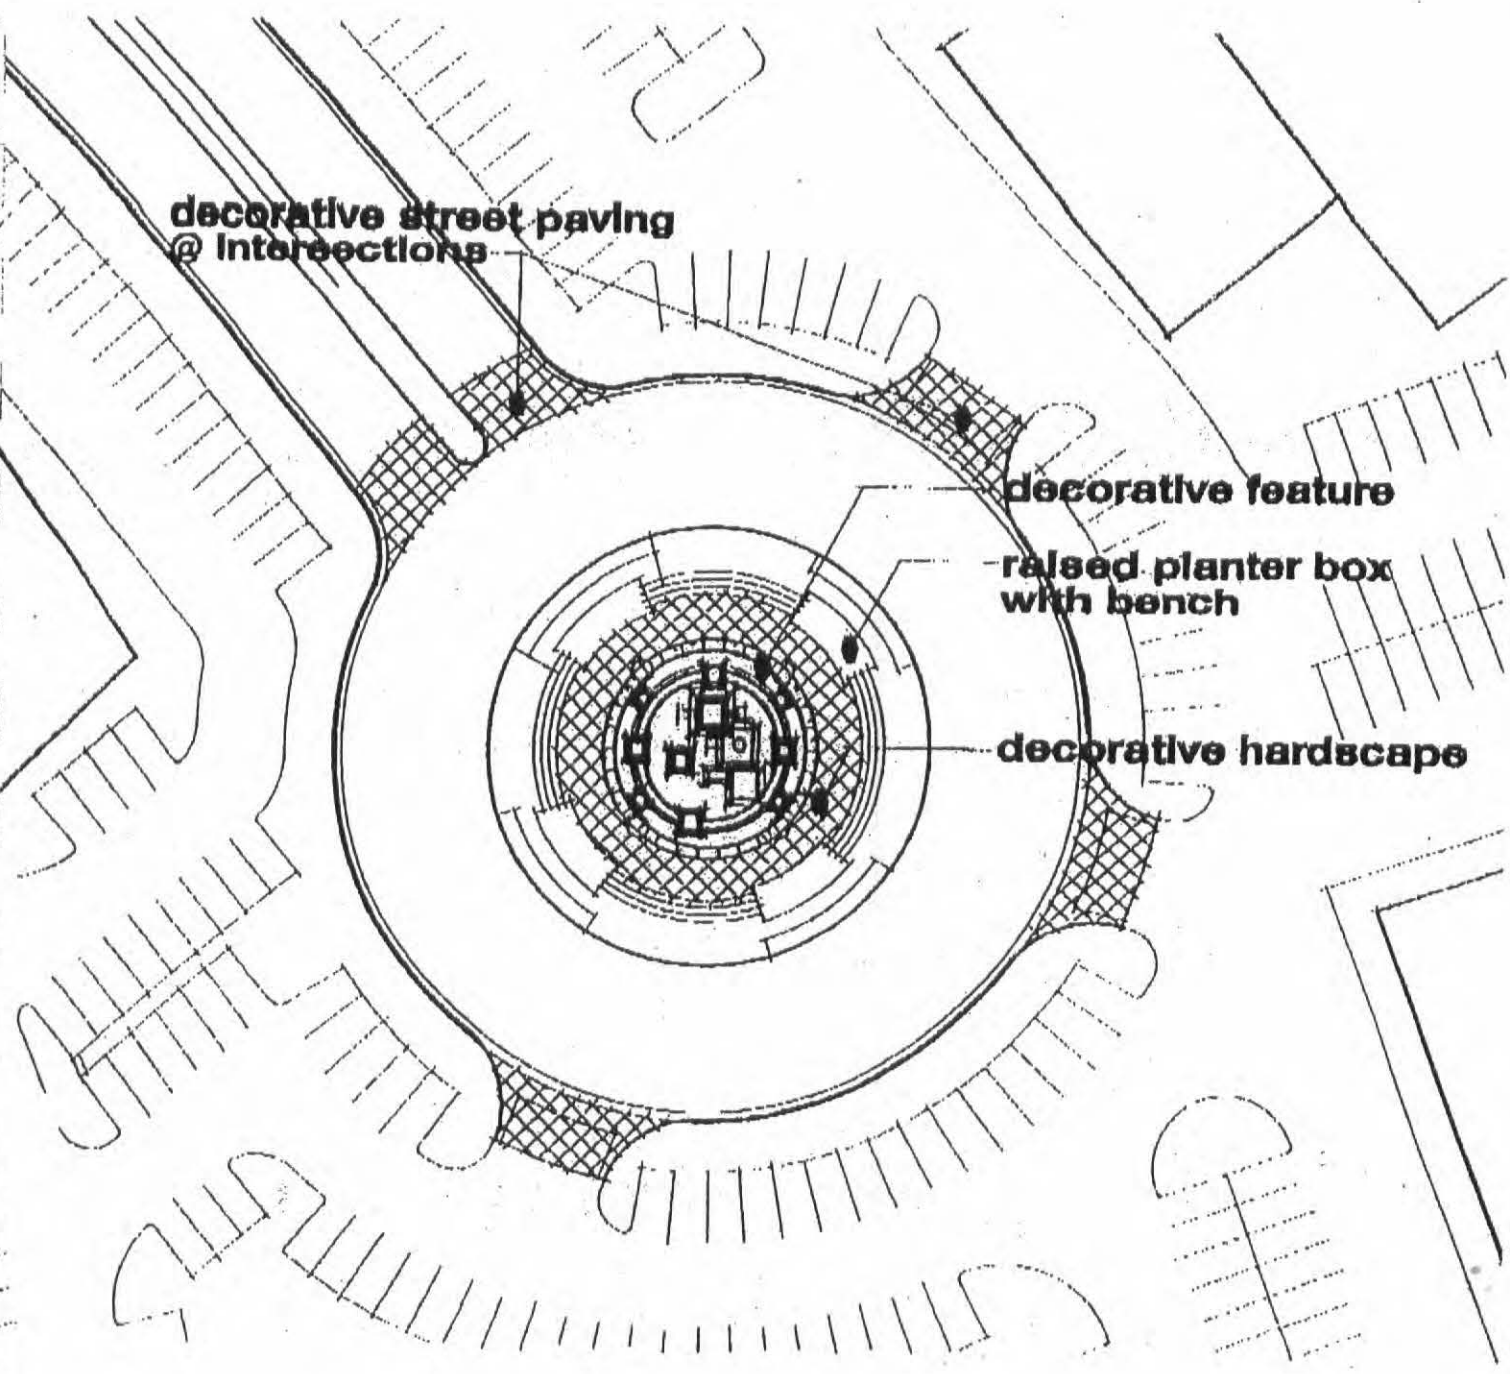 decorative street paving
@ intersections
decorative feature
raised planter box
with bench
decorative hardscape